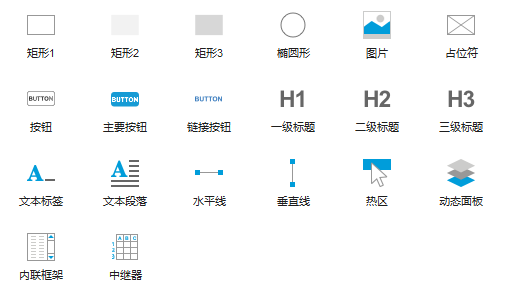 矩形1 矩形2 矩形3 椭圆形 图片 占位符
BUTTON BUTTON BUTTON H1 H2 H3
按钮 主要按钮 链接按钮 一级标题 二级标题 三级标题
A A
文本标签 文本段落 水平线 垂直线 热区 动态面板
A B C
1
2
3
内联框架 中继器